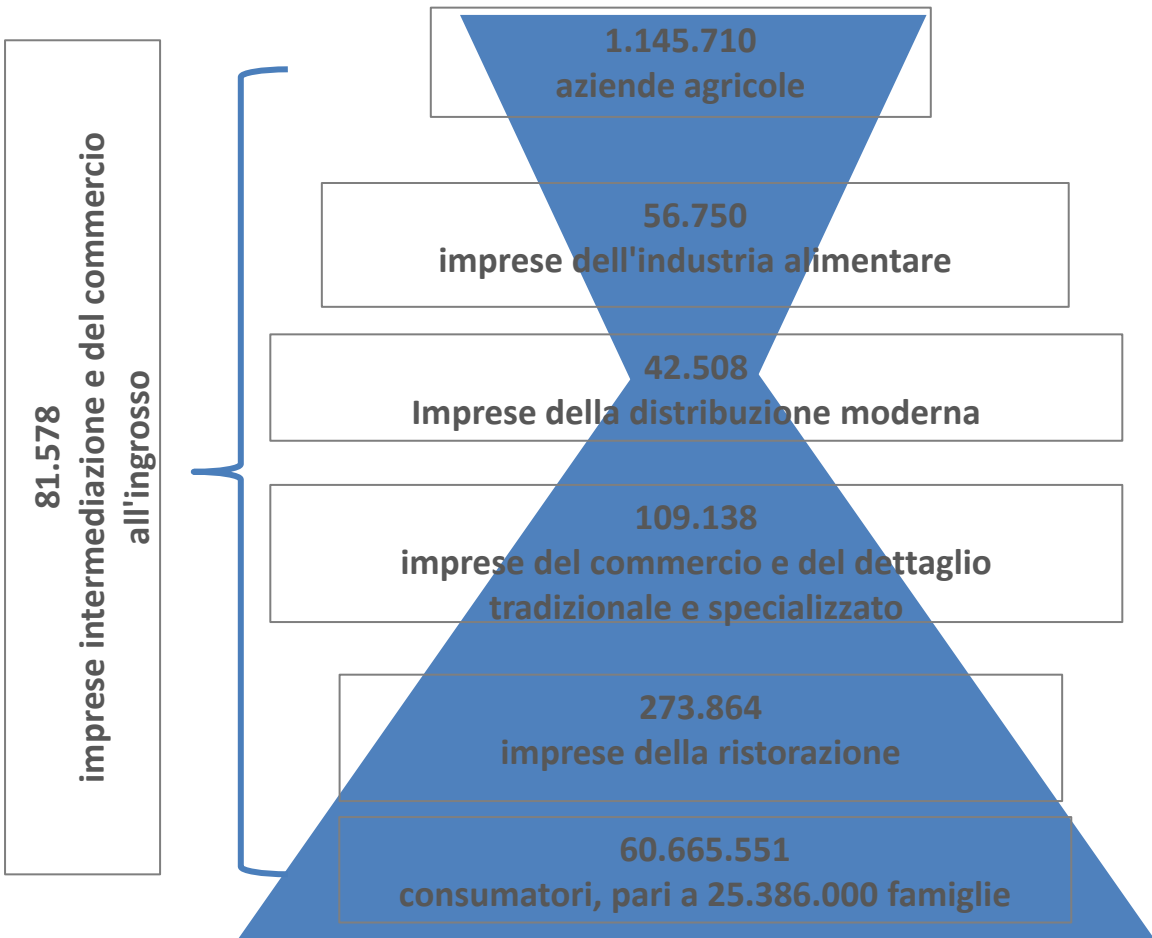 81.578
imprese intermediazione e del commercio
all'ingrosso
1.145.710
aziende agricole
56.750
imprese dell'industria alimentare
42.508
Imprese della distribuzione moderna
109.138
imprese del commercio e del dettaglio
tradizionale e specializzato
273.864
imprese della ristorazione
60.665.551
consumatori, pari a 25.386.000 famiglie